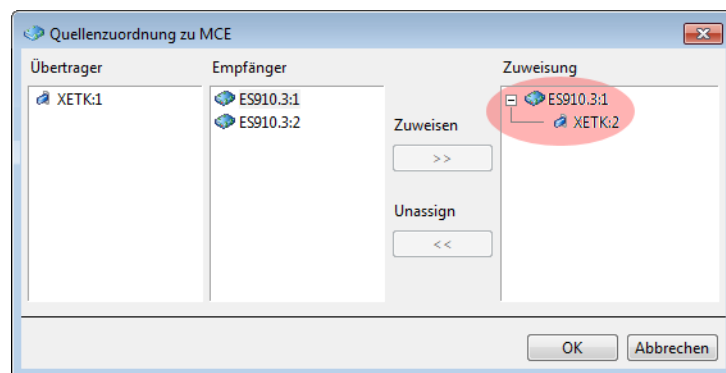 Quellenzuordnung zu MCE
Übertrager
Empfänger
Zuweisung
XETK:1
ES910.3:1
ES910.3:2
Zuweisen
>>
Unassign
<<
ES910.3:1
XETK:2
OK
Abbrechen